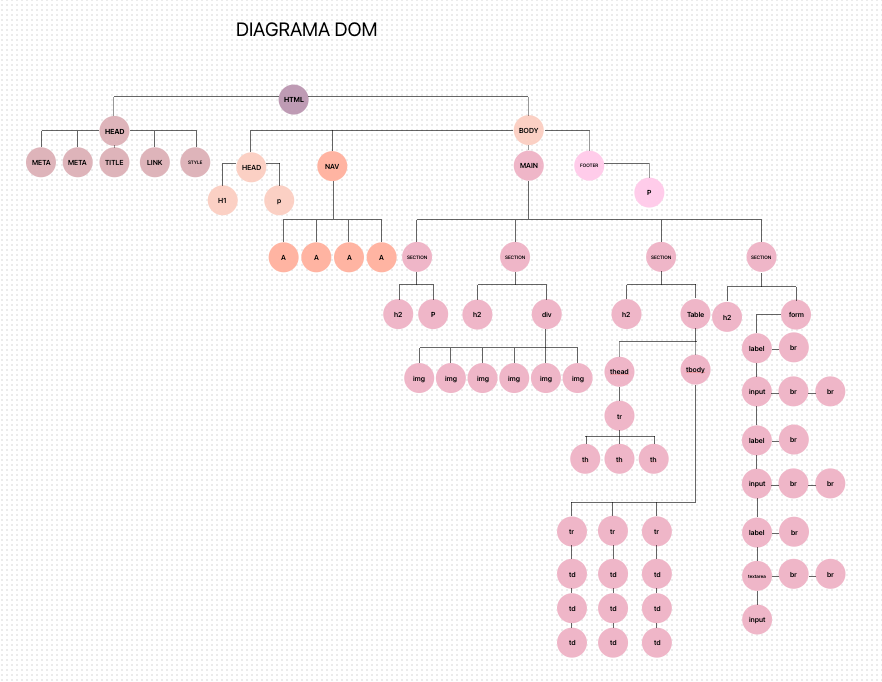 DIAGRAMA DOM
HTML
HEAD
BODY
META
META
TITLE
LINK
STYLE
HEAD
NAV
MAIN
FOOTER
H1
p
P
A
A
A
A
SECTION
SECTION
SECTION
SECTION
h2
P
h2
div
h2
Table
h2
form
label
br
img
img
img
img
img
img
thead
tbody
input
br
br
tr
label
br
th
th
th
input
br
br
tr
tr
tr
label
br
td
td
td
textarea
br
br
td
td
td
input
td
td
td